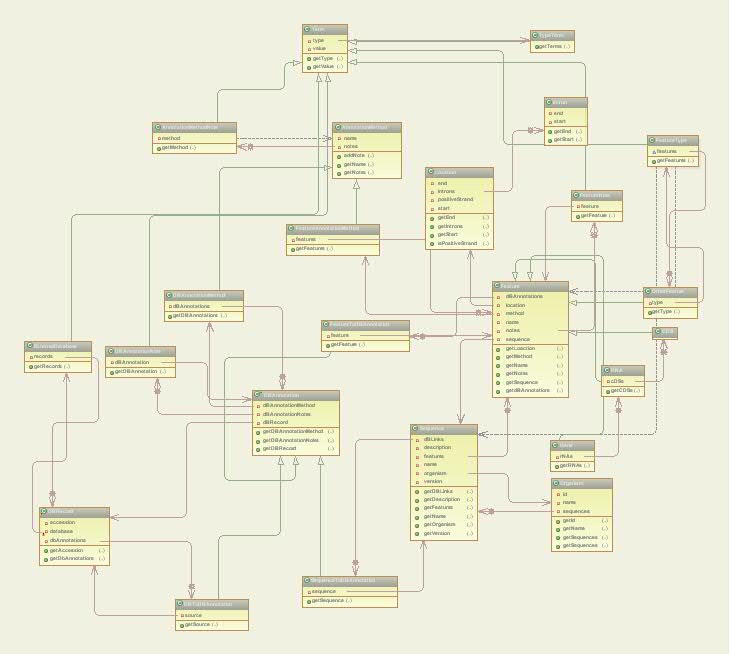 Term
type
value
getType (..)
getValue (..)
TypeTerm
getTerms (..)
Intron
end
start
getEnd (..)
getStart (..)
AnnotationMethodNote
method
getMethod (..)
AnnotationMethod
name
notes
addNote (..)
getName (..)
getNotes (..)
FeatureType
features
getFeatures (..)
Location
end
introns
positiveStrand
start
getEnd (..)
getIntrons (..)
getStart (..)
isPositiveStrand (..)
FeatureNote
feature
getFeature (..)
FeatureAnnotationMethod
features
getFeatures (..)
Feature
dBAnnotations
location
method
name
notes
sequence
getLocation (..)
getMethod (..)
getName (..)
getNotes (..)
getSequence (..)
getdBAnnotations (..)
OtherFeature
type
getType (..)
CDS
DBAnnotMethod
dBAnnotations
getDBAnnotations (..)
FeatureToDBAnnotation
feature
getFeature (..)
records
getRecords (..)
DBAnnotationNote
dBAnnotation
getDBAnnotation (..)
RNA
cDSs
getCDSs (..)
DBAnnotation
dBAnnotationMethod
dBAnnotationNotes
dBRecord
getDBAnnotationMethod (..)
getDBAnnotationNotes (..)
getDBRecord (..)
Sequence
dBLinks
description
features
name
organism
version
getDBLinks (..)
getDescription (..)
getFeatures (..)
getName (..)
getOrganism (..)
getVersion (..)
Gene
rNAs
getRNAs (..)
Organism
id
name
sequences
getId (..)
getName (..)
getSequences (..)
getSequences (..)
DBRecord
accession
database
dbAnnotations
getAccession (..)
getDbAnnotations (..)
SequenceToDBAnnotation
sequence
getSequence (..)
DBToDBAnnotation
source
getSource (..)